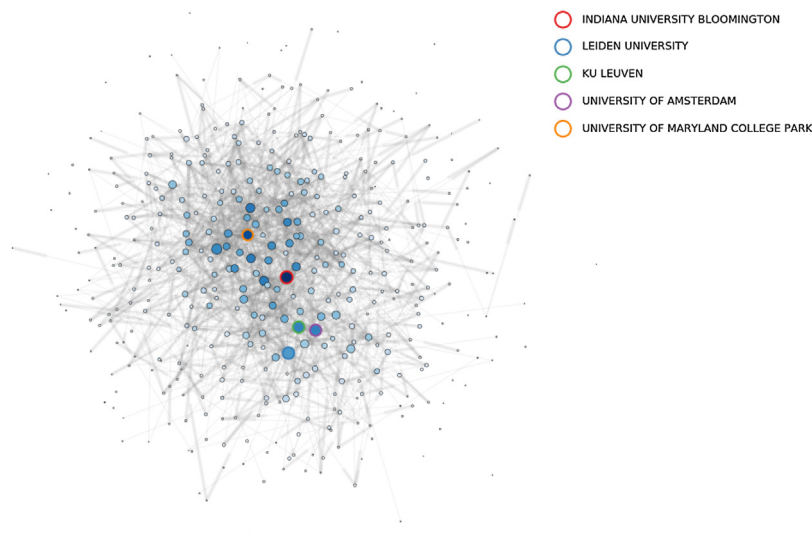 INDIANA UNIVERSITY BLOOMINGTON
LEIDEN UNIVERSITY
KU LEUVEN
UNIVERSITY OF AMSTERDAM
UNIVERSITY OF MARYLAND COLLEGE PARK